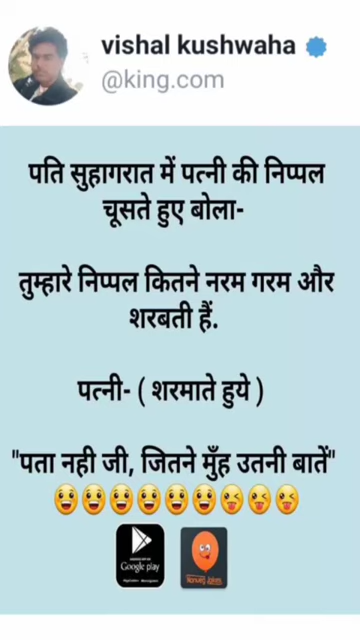 vishal kushwaha
@king.com
पति सुहागरात में पत्नी की निप्पल
चूसते हुए बोला-
तुम्हारे निप्पल कितने नरम गरम और
शरबती हैं.
पत्नी- ( शरमाते हुये )
"पता नही जी, जितने मुँह उतनी बातें"
😀😀😀😀😀😀😜😜😜
Google play